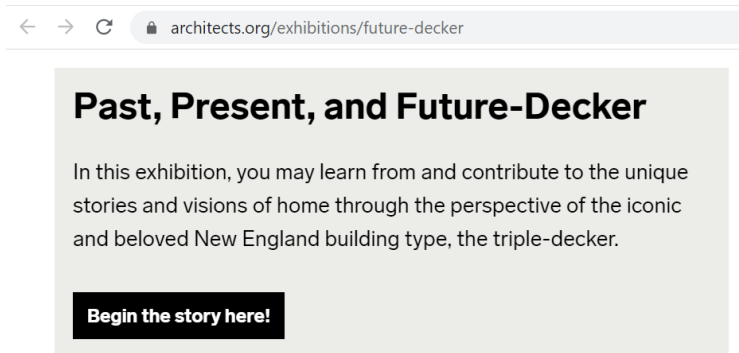 architects.org/exhibitions/future-decker
Past, Present, and Future-Decker
In this exhibition, you may learn from and contribute to the unique
stories and visions of home through the perspective of the iconic
and beloved New England building type, the triple-decker.
Begin the story here!